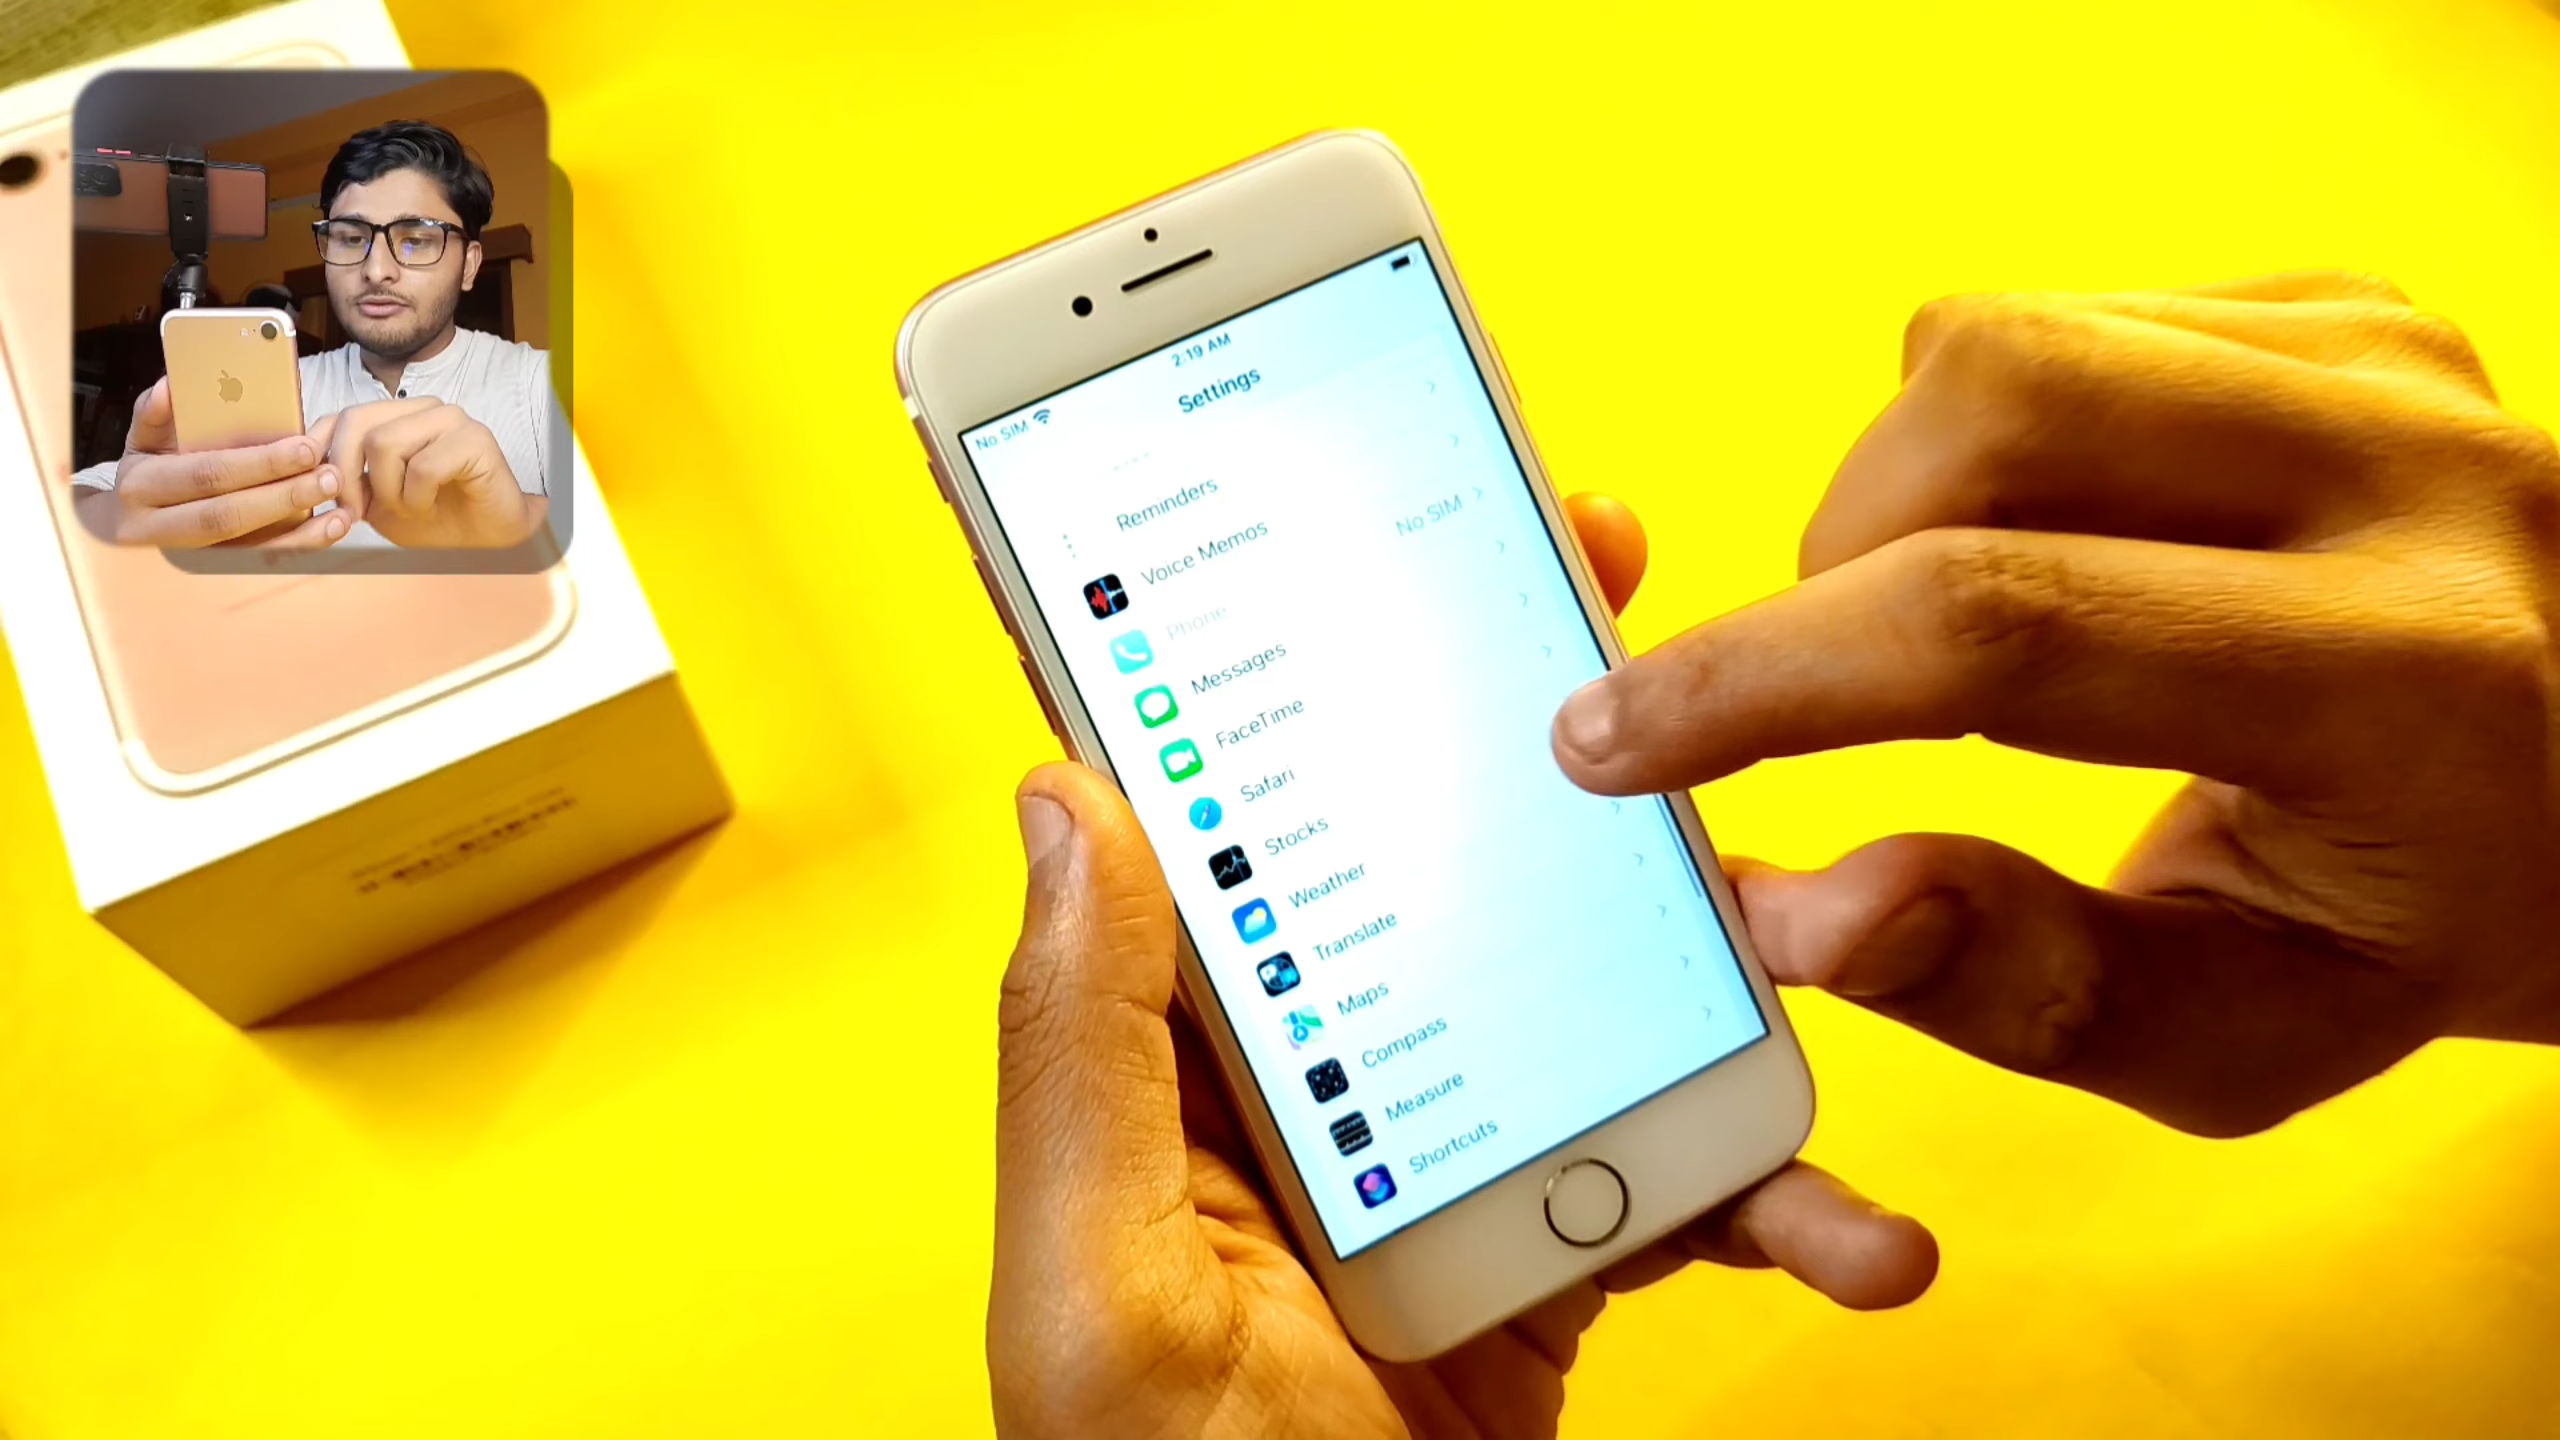 2:19 AM
No SIM
Settings
Reminders
Voice Memos
Phone No SIM
Messages
FaceTime
Safari
Stocks
Weather
Translate
Maps
Compass
Measure
Shortcuts